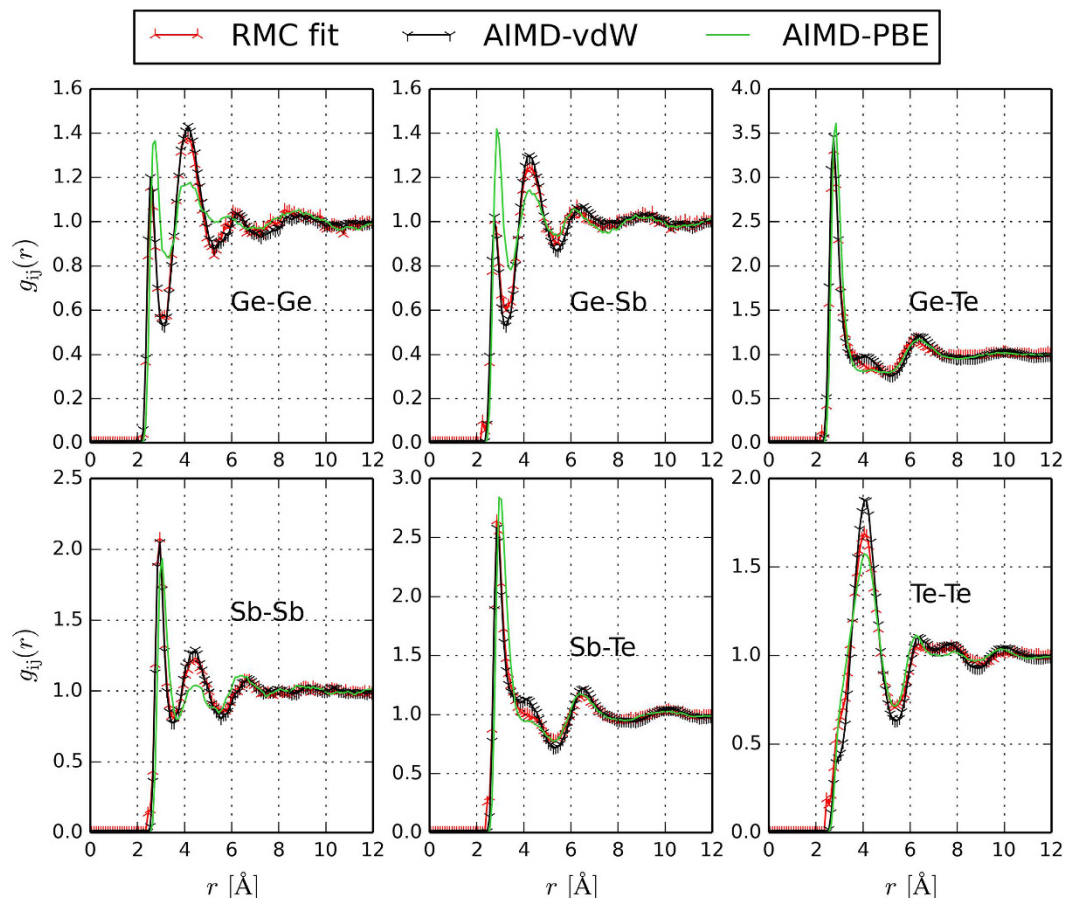 RMC fit AIMD-vdW AIMD-PBE
1.6 1.6 4.0
1.4 1.4 3.5
1.2 1.2 3.0
1.0 1.0 2.5
0.8 0.8 2.0
0.6 0.6 1.5
0.4 0.4 1.0
0.2 0.2 0.5
0.0 0.0 0.0
g_{ij}(r)
Ge-Ge Ge-Sb Ge-Te
0 2 4 6 8 10 12 0 2 4 6 8 10 12 0 2 4 6 8 10 12
2.5 3.0 2.0
2.0 2.5 1.5
1.5 2.0 1.0
1.0 1.5 0.5
0.5 1.0 0.0
0.0 0.5
0.0
g_{ij}(r)
Sb-Sb Sb-Te Te-Te
0 2 4 6 8 10 12 0 2 4 6 8 10 12 0 2 4 6 8 10 12
r [Å] r [Å] r [Å]